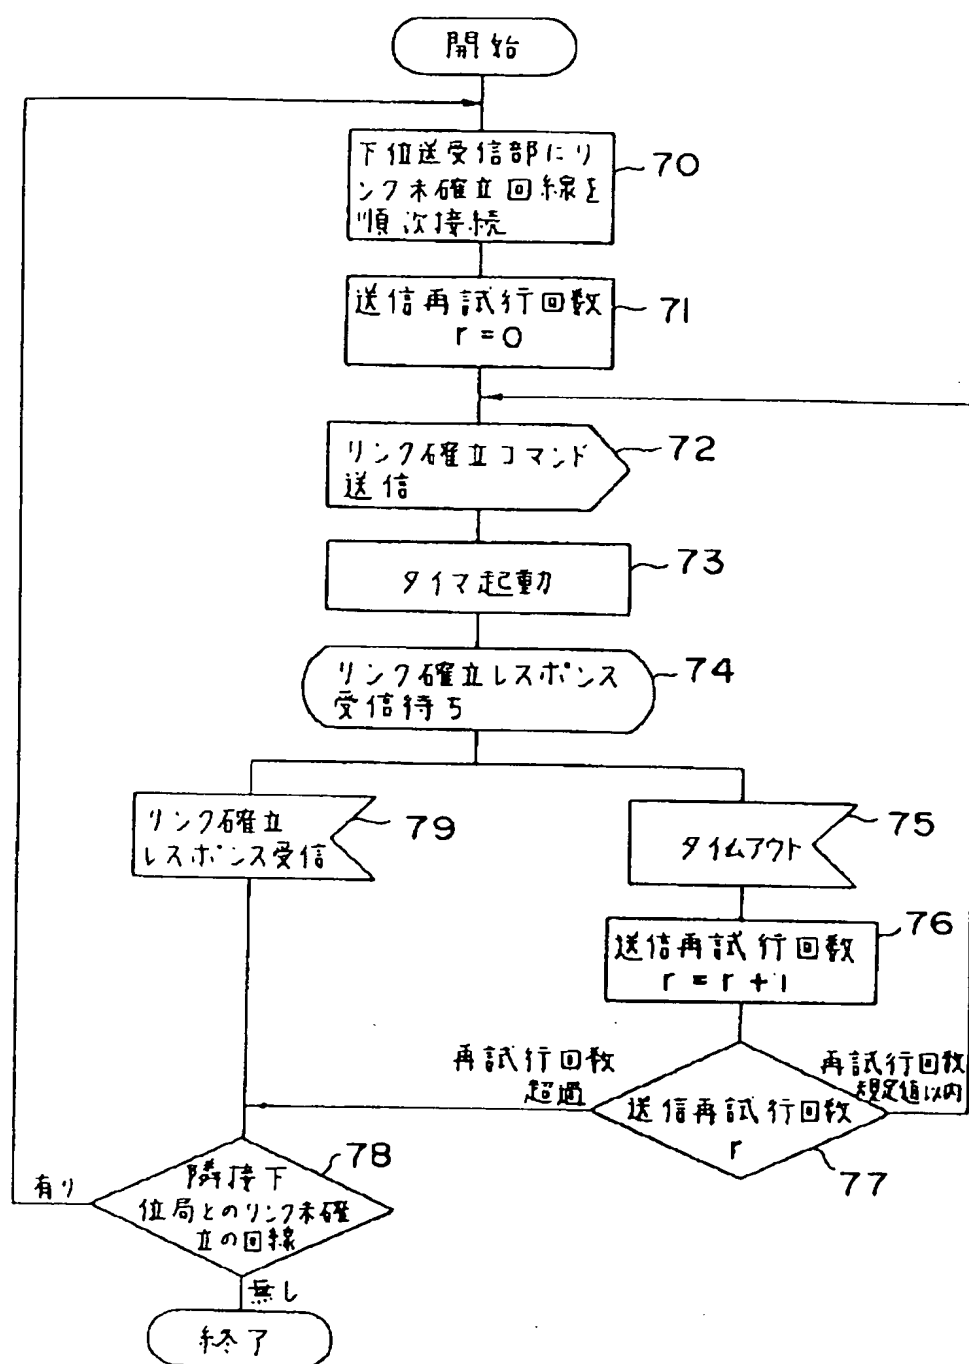 開始
下位送受信部にリ
ンク未確立回線を
順次接続
70
送信再試行回数
r=0
71
リンク確立コマンド
送信
72
タイマ起動
73
リンク確立レスポンス
受信待ち
74
リンク確立
レスポンス受信
79
タイムアウト
75
送信再試行回数
r=r+1
76
再試行回数
超過
再試行回数
規定値以内
送信再試行回数
r
77
隣接下
位局とのリンク未確
立の回線
78
有り
無し
終了